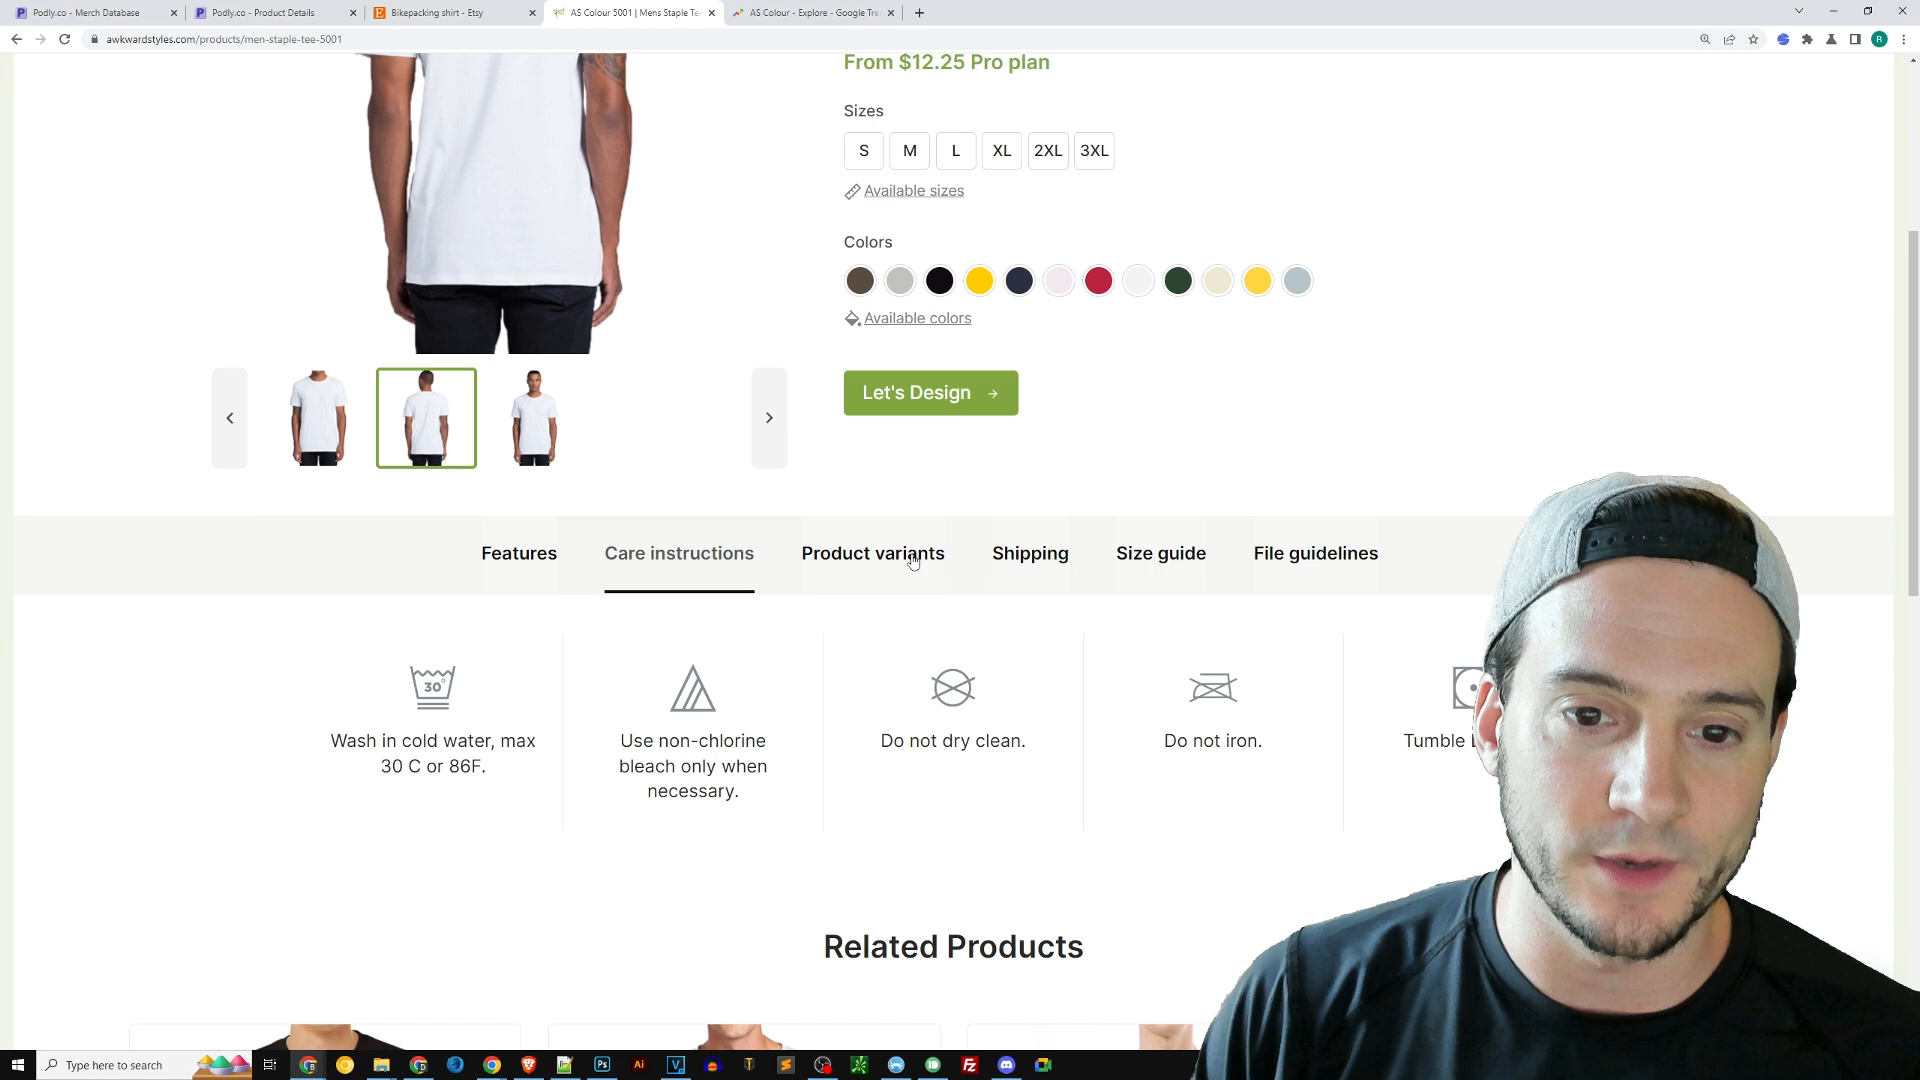 Podly.co - Merch Database
Podly.co - Product Details
Bikepacking shirt - Etsy
AS Colour 5001 | Mens Staple Te
AS Colour - Explore - Google Tre
awkwardstyles.com/products/men-staple-tee-5001
R
From $12.25 Pro plan
Sizes
S M L XL 2XL 3XL
Available sizes
Colors
Available colors
Let's Design
Features Care instructions Product variants Shipping Size guide File guidelines
30°
Wash in cold water, max
30 C or 86F.
Use non-chlorine
bleach only when
necessary.
Do not dry clean.
Do not iron.
Tumble
Related Products
Type here to search
Ps
Ai